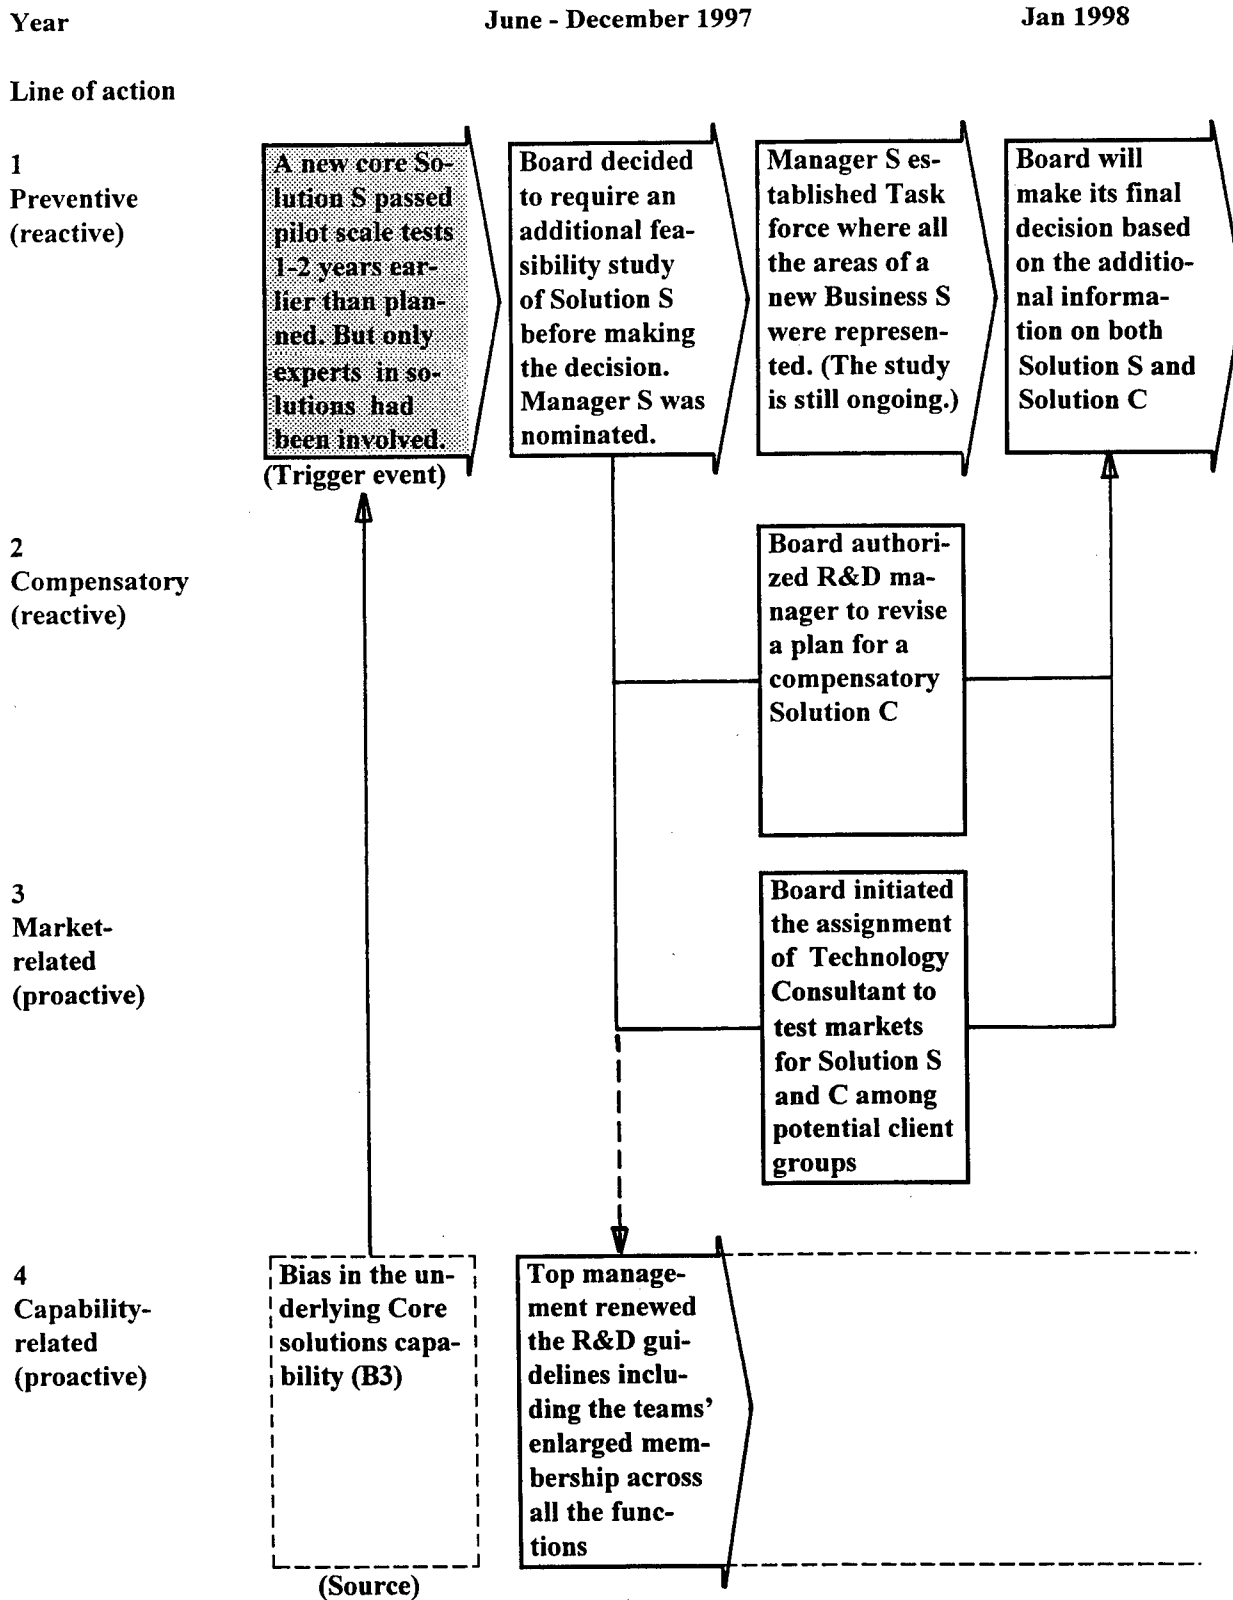 Year
June - December 1997
Jan 1998
Line of action
1
Preventive
(reactive)
A new core So-
lution S passed
pilot scale tests
1-2 years ear-
lier than plan-
ned. But only
experts in so-
lutions had
been involved.
(Trigger event)
Board decided
to require an
additional fea-
sibility study
of Solution S
before making
the decision.
Manager S was
nominated.
Manager S es-
tablished Task
force where all
the areas of a
new Business S
were represen-
ted. (The study
is still ongoing.)
Board will
make its final
decision based
on the additio-
nal informa-
tion on both
Solution S and
Solution C
2
Compensatory
(reactive)
Board authori-
zed R&D ma-
nager to revise
a plan for a
compensatory
Solution C
3
Market-
related
(proactive)
Board initiated
the assignment
of Technology
Consultant to
test markets
for Solution S
and C among
potential client
groups
4
Capability-
related
(proactive)
Bias in the un-
derlying Core
solutions capa-
bility (B3)
(Source)
Top manage-
ment renewed
the R&D gui-
delines inclu-
ding the teams'
enlarged mem-
bership across
all the func-
tions